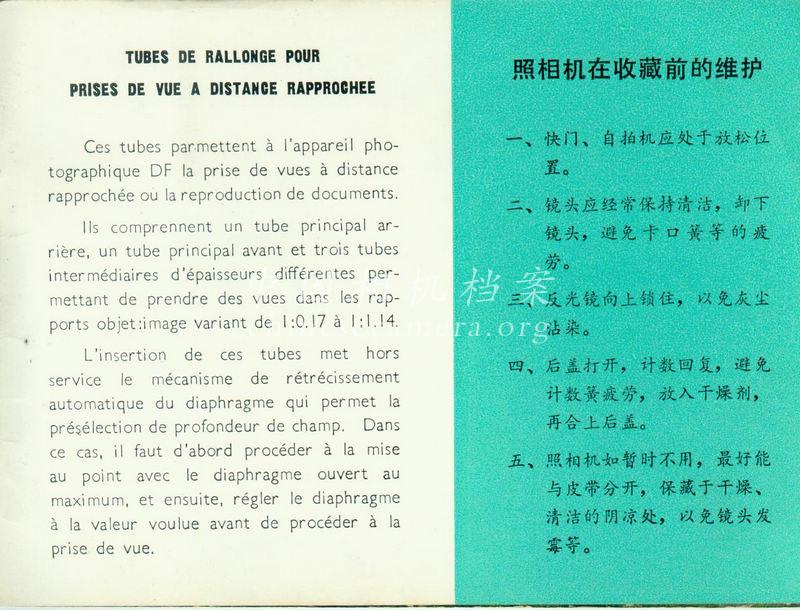 TUBES DE RALLONGE POUR
PRISES DE VUE A DISTANCE RAPPROCHEE
Ces tubes parmettent à l'appareil pho-
tographique DF la prise de vues à distance
rapprochée ou la reproduction de documents.
Ils comprennent un tube principal ar-
rière, un tube principal avant et trois tubes
intermédiaires d'épaisseurs différentes per-
mettant de prendre des vues dans les rap-
ports objet:image variant de 1:0.17 à 1:1.14.
L'insertion de ces tubes met hors
service le mécanisme de rétrécissement
automatique du diaphragme qui permet la
présélection de profondeur de champ. Dans
ce cas, il faut d'abord procéder à la mise
au point avec le diaphragme ouvert au
maximum, et ensuite, régler le diaphragme
à la valeur voulue avant de procéder à la
prise de vue.
照相机在收藏前的维护
一、快门、自拍机应处于放松位
置。
二、镜头应经常保持清洁，卸下
镜头，避免卡口簧等的疲
劳。
三、反光镜向上锁住，以免灰尘
沾染。
四、后盖打开，计数回复，避免
计数簧疲劳，放入干燥剂，
再合上后盖。
五、照相机如暂时不用，最好能
与皮带分开，保藏于干燥、
清洁的阴凉处，以免镜头发
霉等。